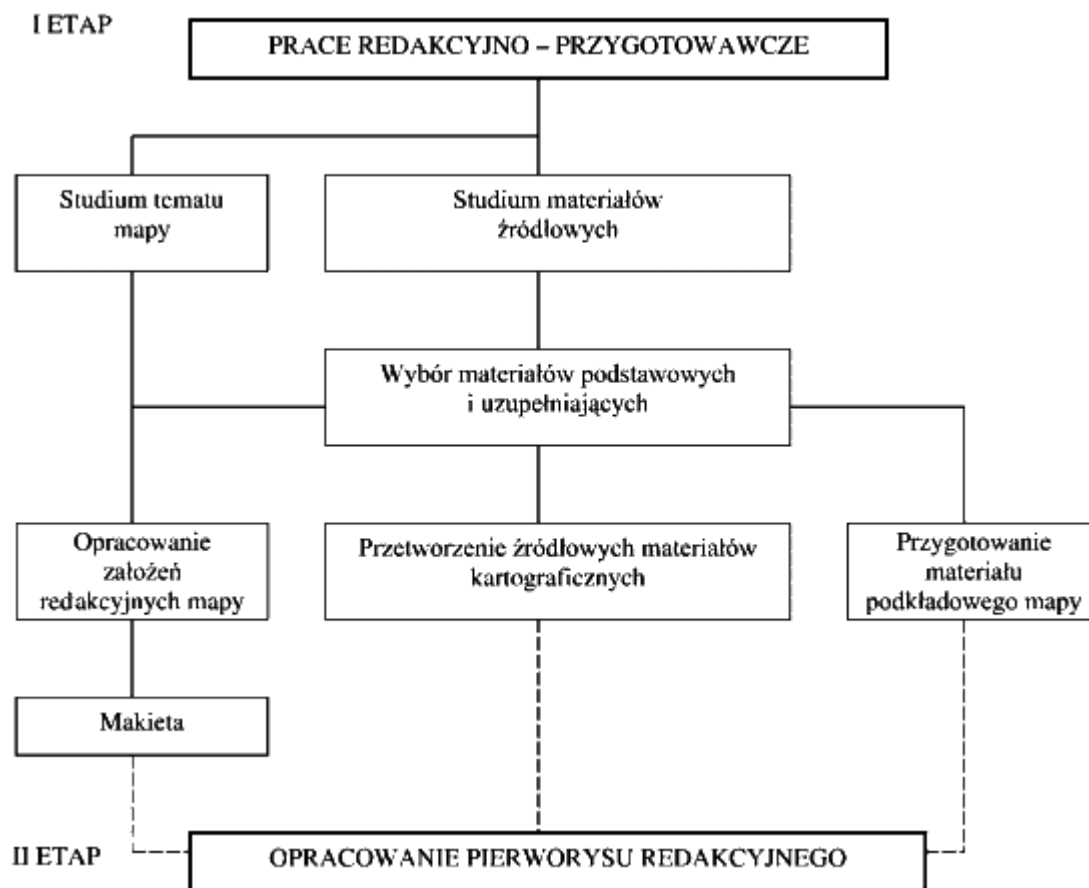 I ETAP
PRACE REDAKCYJNO – PRZYGOTOWAWCZE
Studium tematu
mapy
Studium materiałów
źródłowych
Wybór materiałów podstawowych
i uzupełniających
Opracowanie
założeń
redakcyjnych mapy
Przetworzenie źródłowych materiałów
kartograficznych
Przygotowanie
materiału
podkładowego mapy
Makieta
II ETAP
OPRACOWANIE PIERWORYSU REDAKCYJNEGO